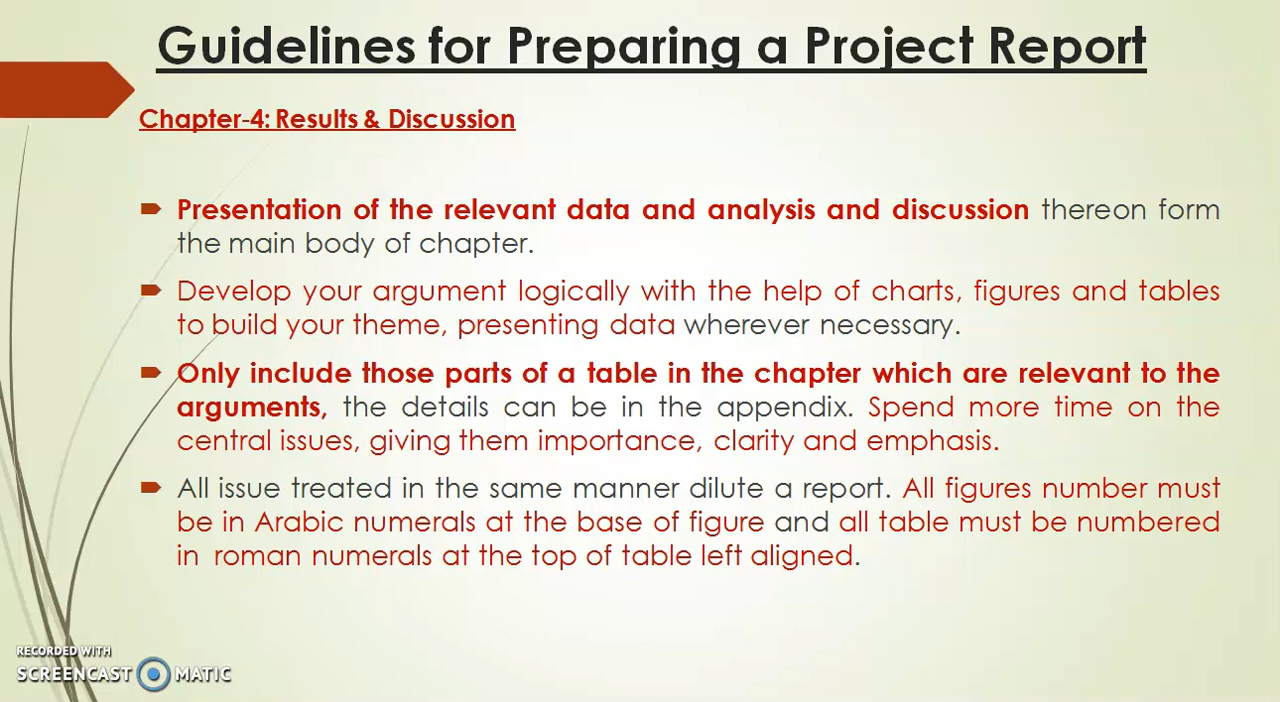 Guidelines for Preparing a Project Report
Chapter-4: Results & Discussion
Presentation of the relevant data and analysis and discussion thereon form
the main body of chapter.
Develop your argument logically with the help of charts, figures and tables
to build your theme, presenting data wherever necessary.
Only include those parts of a table in the chapter which are relevant to the
arguments, the details can be in the appendix. Spend more time on the
central issues, giving them importance, clarity and emphasis.
All issue treated in the same manner dilute a report. All figures number must
be in Arabic numerals at the base of figure and all table must be numbered
in roman numerals at the top of table left aligned.
RECORDED WITH
SCREENCAST MATIC